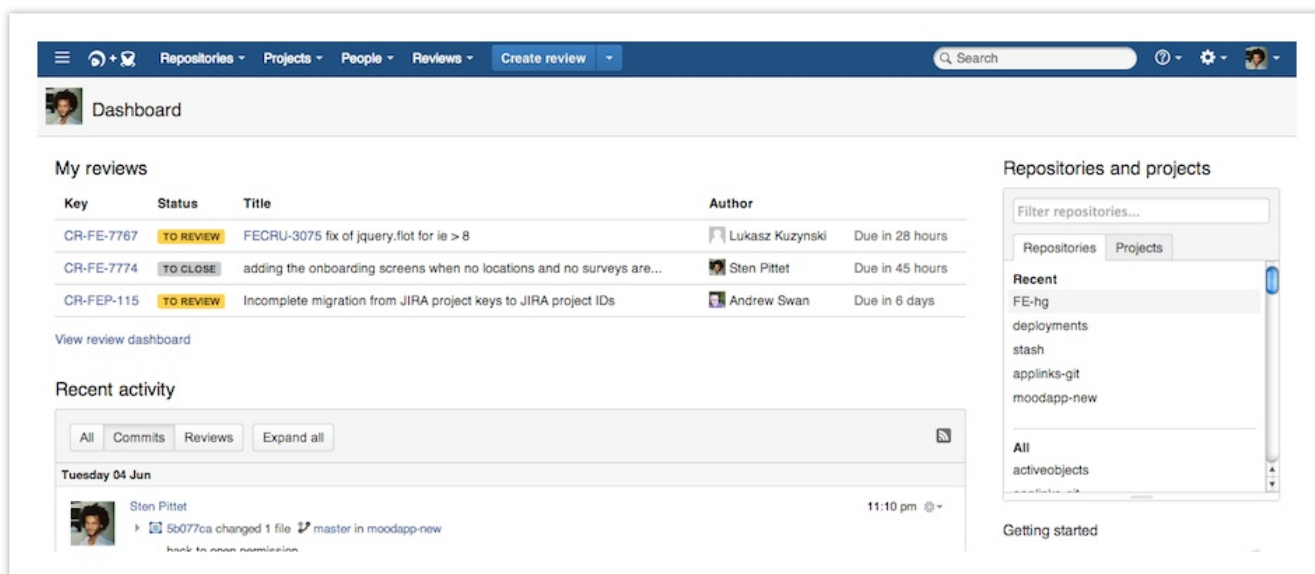 Repositories Projects People Reviews Create review Search
Dashboard
My reviews
Key Status Title Author
CR-FE-7767 TO REVIEW FECRU-3075 fix of jquery.flot for ie > 8 Lukasz Kuzynski Due in 28 hours
CR-FE-7774 TO CLOSE adding the onboarding screens when no locations and no surveys are... Sten Pittet Due in 45 hours
CR-FEP-115 TO REVIEW Incomplete migration from JIRA project keys to JIRA project IDs Andrew Swan Due in 6 days
View review dashboard
Recent activity
All Commits Reviews Expand all
Tuesday 04 Jun
Sten Pittet 11:10 pm
5b077ca changed 1 file master in moodapp-new
back to open permission
Repositories and projects
Filter repositories...
Repositories Projects
Recent
FE-hg
deployments
stash
applinks-git
moodapp-new
All
activeobjects
Getting started